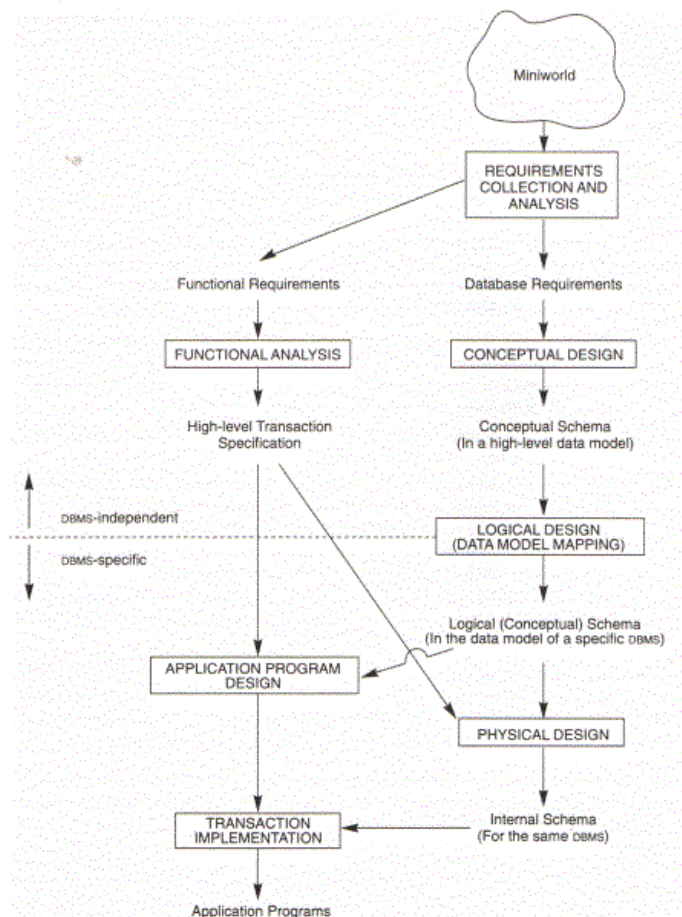 Miniworld
REQUIREMENTS
COLLECTION AND
ANALYSIS
Functional Requirements
Database Requirements
FUNCTIONAL ANALYSIS
CONCEPTUAL DESIGN
High-level Transaction
Specification
Conceptual Schema
(In a high-level data model)
DBMS-independent
LOGICAL DESIGN
(DATA MODEL MAPPING)
DBMS-specific
Logical (Conceptual) Schema
(In the data model of a specific DBMS)
APPLICATION PROGRAM
DESIGN
PHYSICAL DESIGN
TRANSACTION
IMPLEMENTATION
Internal Schema
(For the same DBMS)
Application Programs